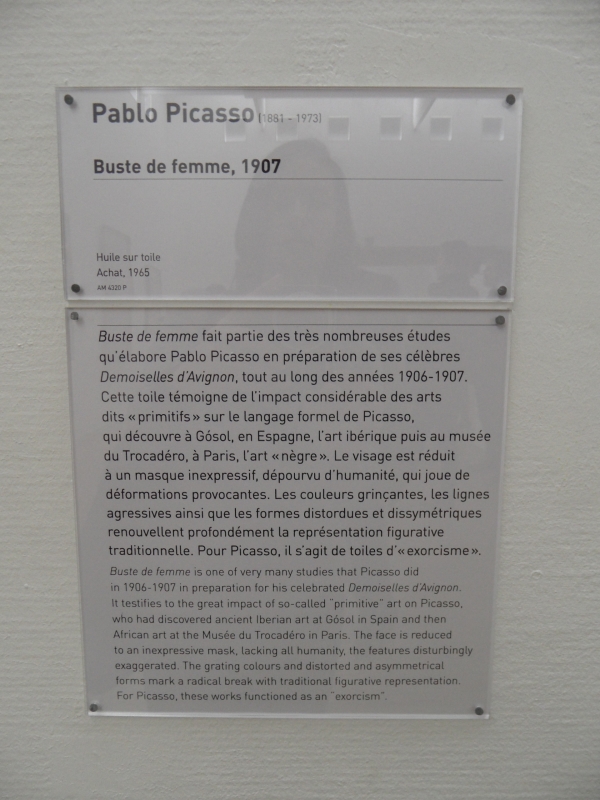 Pablo Picasso (1881 - 1973)
Buste de femme, 1907
Huile sur toile
Achat, 1965
AM 4320 P
Buste de femme fait partie des très nombreuses études
qu'élabore Pablo Picasso en préparation de ses célèbres
Demoiselles d'Avignon, tout au long des années 1906-1907.
Cette toile témoigne de l'impact considérable des arts
dits « primitifs » sur le langage formel de Picasso,
qui découvre à Gósol, en Espagne, l'art ibérique puis au musée
du Trocadéro, à Paris, l'art « nègre ». Le visage est réduit
à un masque inexpressif, dépourvu d'humanité, qui joue de
déformations provocantes. Les couleurs grinçantes, les lignes
agressives ainsi que les formes distordues et dissymétriques
renouvellent profondément la représentation figurative
traditionnelle. Pour Picasso, il s'agit de toiles d'« exorcisme ».
Buste de femme is one of very many studies that Picasso did
in 1906-1907 in preparation for his celebrated Demoiselles d'Avignon.
It testifies to the great impact of so-called "primitive" art on Picasso,
who had discovered ancient Iberian art at Gósol in Spain and then
African art at the Musée du Trocadéro in Paris. The face is reduced
to an inexpressive mask, lacking all humanity, the features disturbingly
exaggerated. The grating colours and distorted and asymmetrical
forms mark a radical break with traditional figurative representation.
For Picasso, these works functioned as an "exorcism".